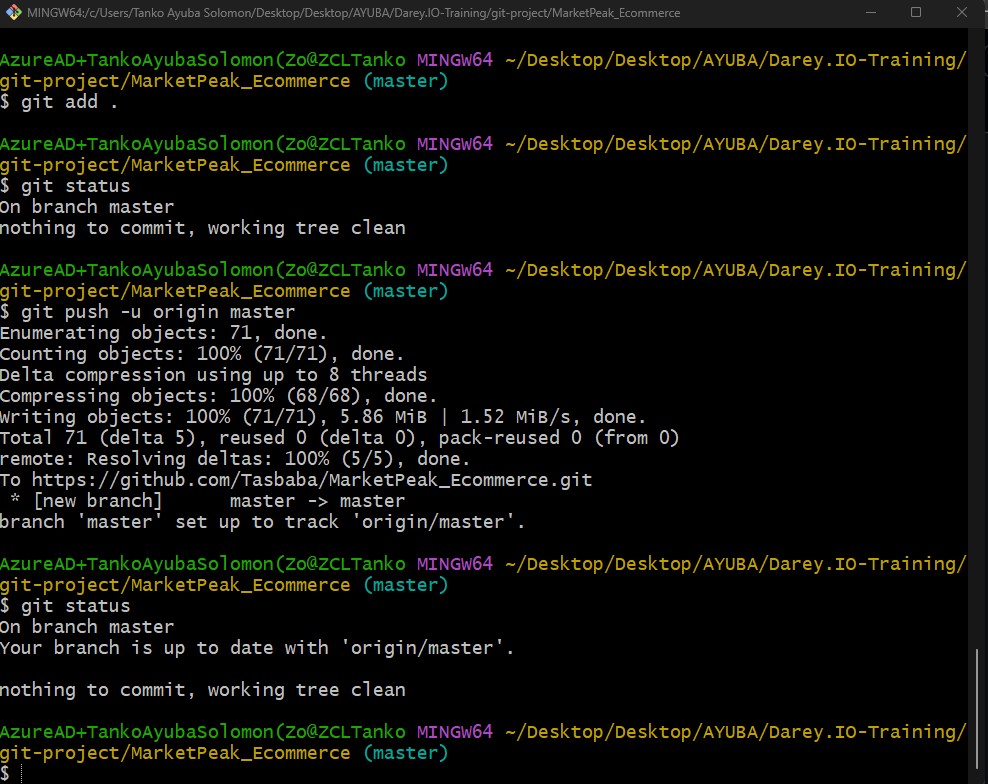 MINGW64:/c/Users/Tanko Ayuba Solomon/Desktop/Desktop/AYUBA/Darey.IO-Training/git-project/MarketPeak_Ecommerce
AzureAD+TankoAyubaSolomon(Zo@ZCLTanko MINGW64 ~/Desktop/Desktop/AYUBA/Darey.IO-Training/
git-project/MarketPeak_Ecommerce (master)
$ git add .
AzureAD+TankoAyubaSolomon(Zo@ZCLTanko MINGW64 ~/Desktop/Desktop/AYUBA/Darey.IO-Training/
git-project/MarketPeak_Ecommerce (master)
$ git status
On branch master
nothing to commit, working tree clean
AzureAD+TankoAyubaSolomon(Zo@ZCLTanko MINGW64 ~/Desktop/Desktop/AYUBA/Darey.IO-Training/
git-project/MarketPeak_Ecommerce (master)
$ git push -u origin master
Enumerating objects: 71, done.
Counting objects: 100% (71/71), done.
Delta compression using up to 8 threads
Compressing objects: 100% (68/68), done.
Writing objects: 100% (71/71), 5.86 MiB | 1.52 MiB/s, done.
Total 71 (delta 5), reused 0 (delta 0), pack-reused 0 (from 0)
remote: Resolving deltas: 100% (5/5), done.
To https://github.com/Tasbaba/MarketPeak_Ecommerce.git
 * [new branch]      master -> master
branch 'master' set up to track 'origin/master'.
AzureAD+TankoAyubaSolomon(Zo@ZCLTanko MINGW64 ~/Desktop/Desktop/AYUBA/Darey.IO-Training/
git-project/MarketPeak_Ecommerce (master)
$ git status
On branch master
Your branch is up to date with 'origin/master'.
nothing to commit, working tree clean
AzureAD+TankoAyubaSolomon(Zo@ZCLTanko MINGW64 ~/Desktop/Desktop/AYUBA/Darey.IO-Training/
git-project/MarketPeak_Ecommerce (master)
$